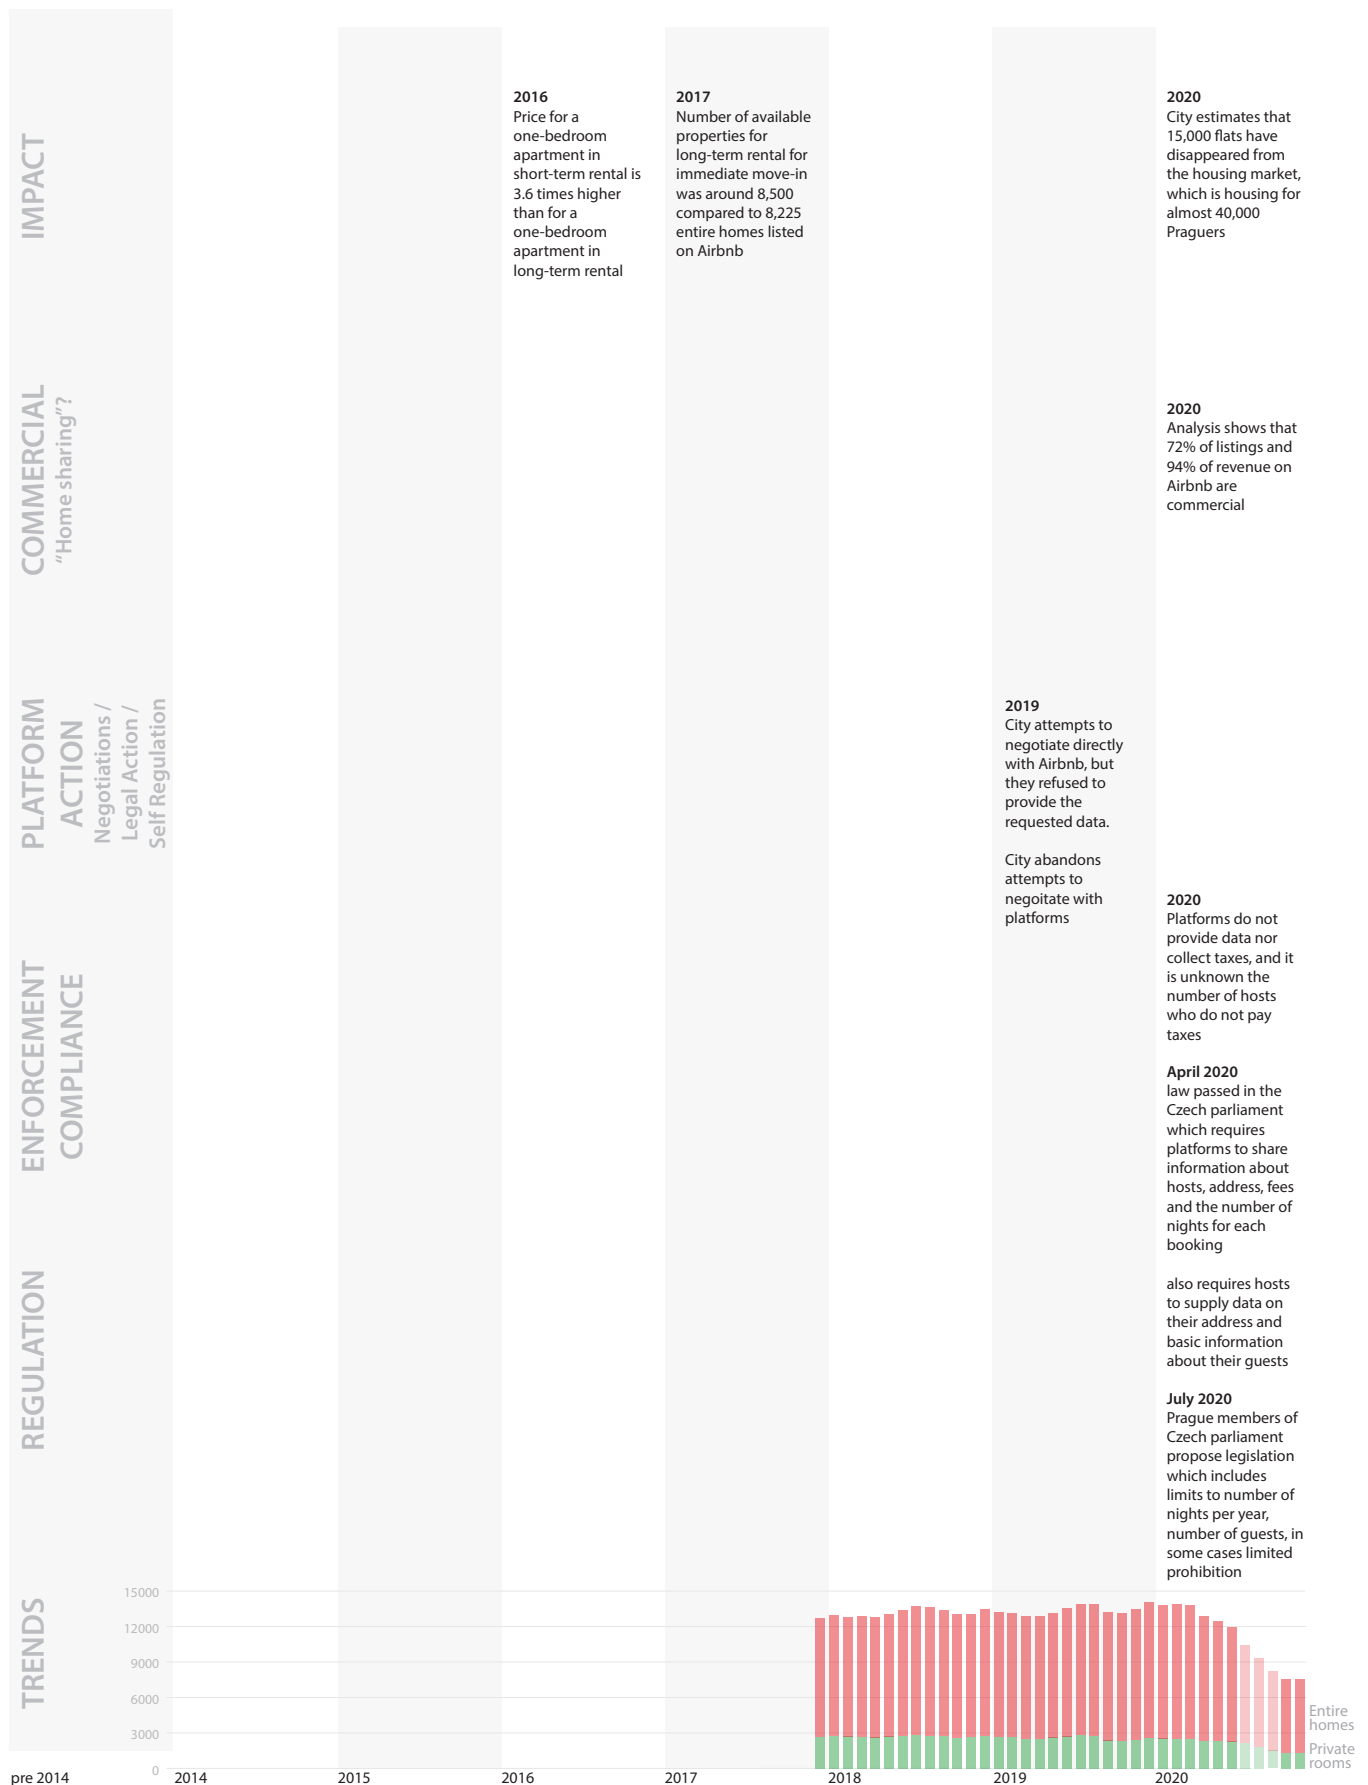 IMPACT
2016
Price for a
one-bedroom
apartment in
short-term rental is
3.6 times higher
than for a
one-bedroom
apartment in
long-term rental
2017
Number of available
properties for
long-term rental for
immediate move-in
was around 8,500
compared to 8,225
entire homes listed
on Airbnb
2020
City estimates that
15,000 flats have
disappeared from
the housing market,
which is housing for
almost 40,000
Praguers
COMMERCIAL
"Home sharing"?
2020
Analysis shows that
72% of listings and
94% of revenue on
Airbnb are
commercial
PLATFORM
ACTION
Negotiations /
Legal Action /
Self Regulation
2019
City attempts to
negotiate directly
with Airbnb, but
they refused to
provide the
requested data.
City abandons
attempts to
negoitate with
platforms
ENFORCEMENT
COMPLIANCE
2020
Platforms do not
provide data nor
collect taxes, and it
is unknown the
number of hosts
who do not pay
taxes
April 2020
law passed in the
Czech parliament
which requires
platforms to share
information about
hosts, address, fees
and the number of
nights for each
booking
also requires hosts
to supply data on
their address and
basic information
about their guests
REGULATION
July 2020
Prague members of
Czech parliament
propose legislation
which includes
limits to number of
nights per year,
number of guests, in
some cases limited
prohibition
TRENDS
15000
12000
9000
6000
3000
0
Entire
homes
Private
rooms
pre 2014
2014
2015
2016
2017
2018
2019
2020